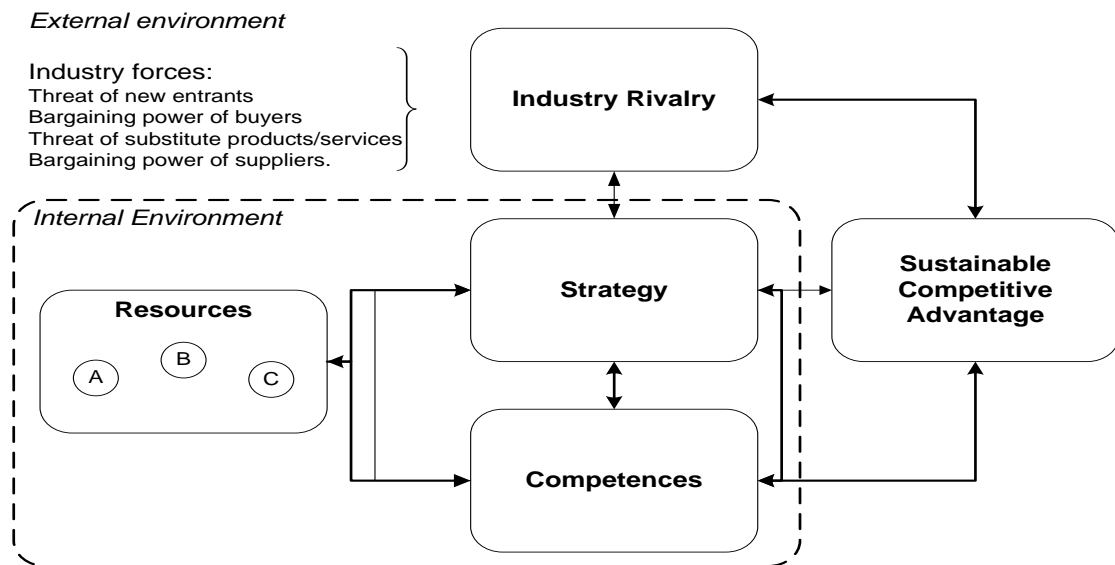 External environment
Industry forces:
Threat of new entrants
Bargaining power of buyers
Threat of substitute products/services
Bargaining power of suppliers.
Industry Rivalry
Internal Environment
Resources
A
B
C
Strategy
Competences
Sustainable
Competitive
Advantage